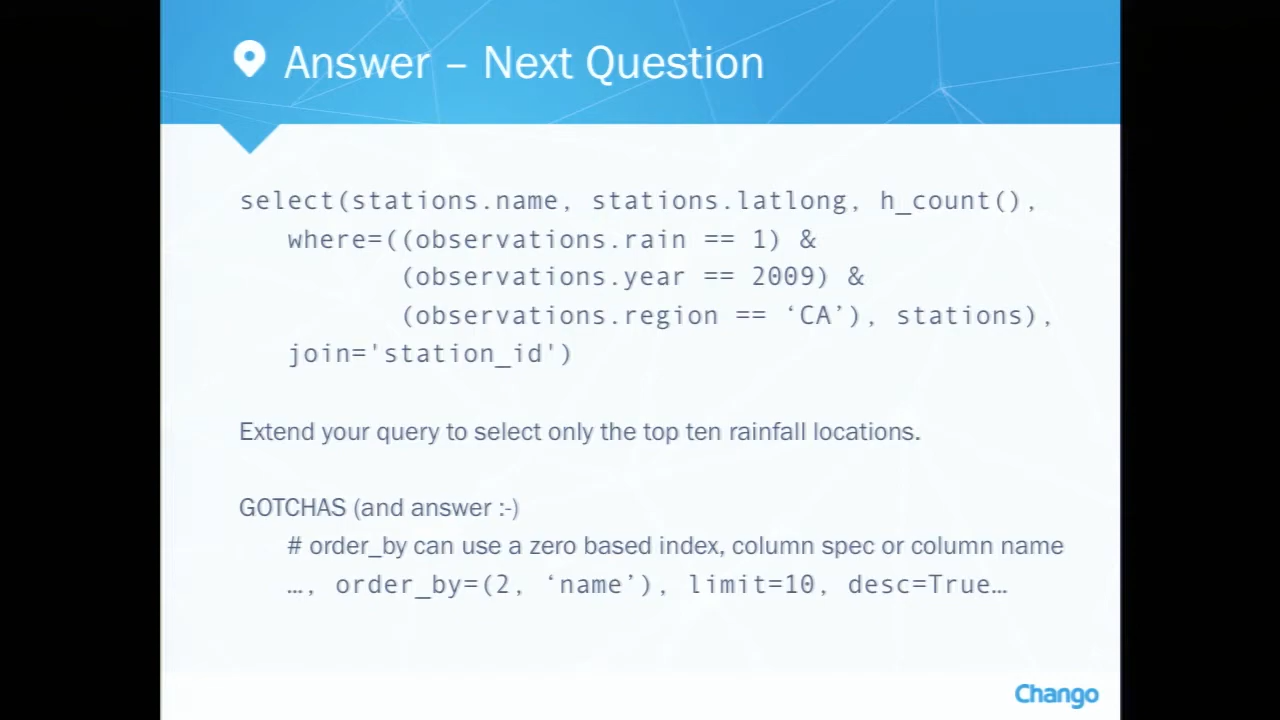 Answer – Next Question
select(stations.name, stations.latlong, h_count(),
where=((observations.rain == 1) &
(observations.year == 2009) &
(observations.region == ‘CA’), stations),
join='station_id')
Extend your query to select only the top ten rainfall locations.
GOTCHAS (and answer :-)
# order_by can use a zero based index, column spec or column name
…, order_by=(2, ‘name’), limit=10, desc=True…
Chango